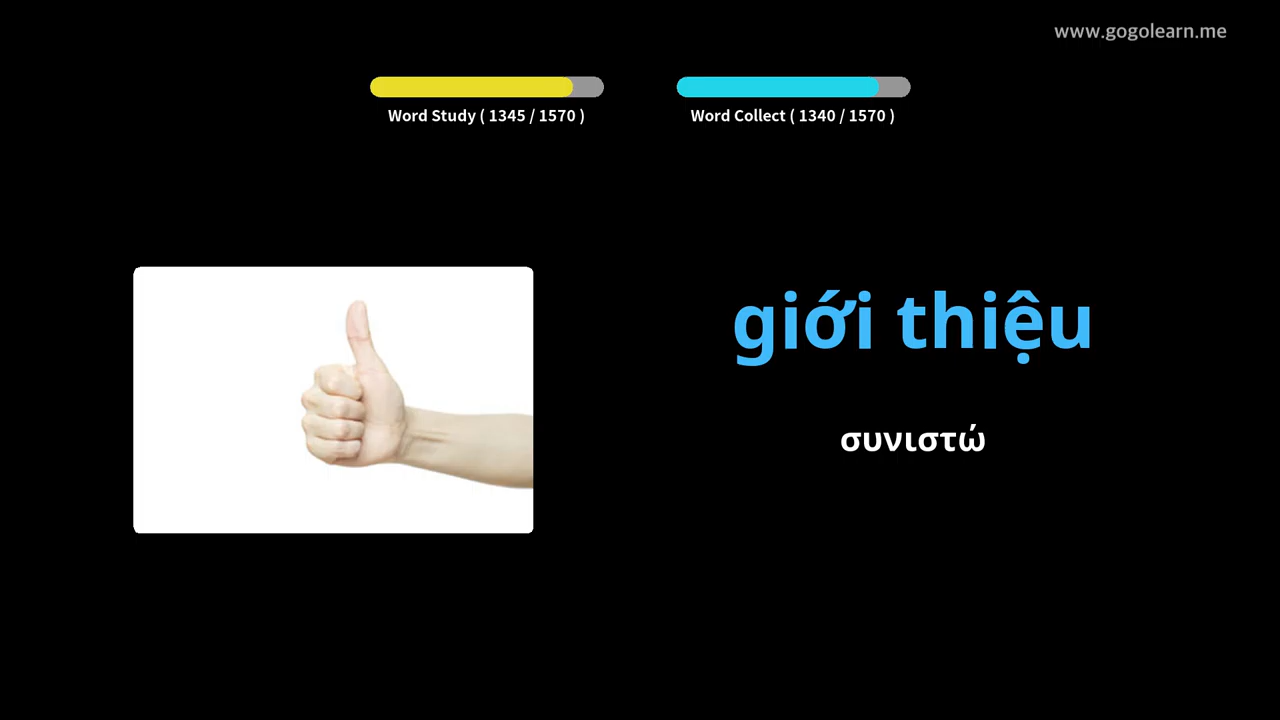 www.gogolearn.me
Word Study ( 1345 / 1570 )
Word Collect ( 1340 / 1570 )
giới thiệu
συνιστώ